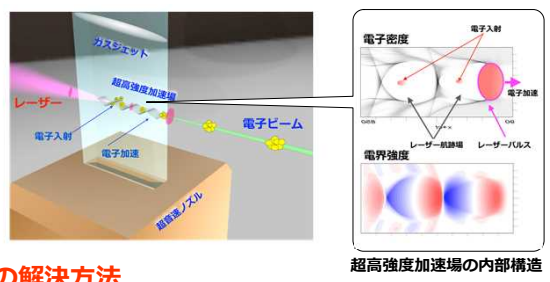 ガスジェット
超高強度加速場
レーザー
電子入射
電子加速
電子ビーム
超音速ノズル
電子密度
電子入射
電子加速
レーザー航跡場
レーザーパルス
電界強度
超高強度加速場の内部構造
の解決方法